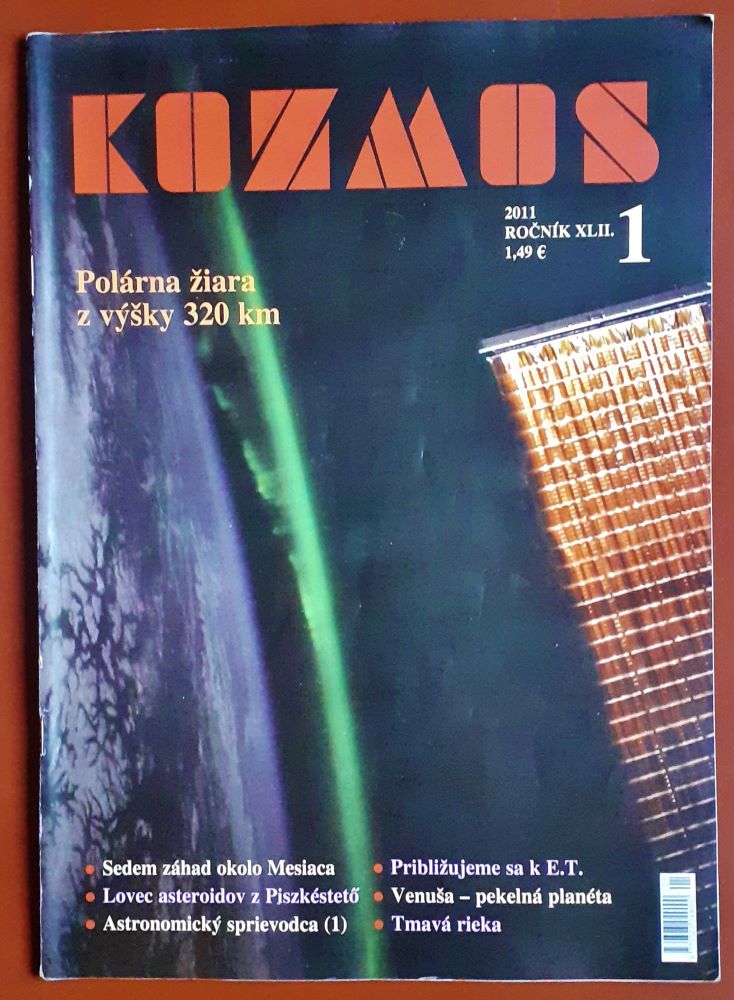 KOZMOS
2011
ROČNÍK XLII.
1,49 €
1
Polárna žiara
z výšky 320 km
• Sedem záhad okolo Mesiaca
• Lovec asteroidov z Pjszkéstető
• Astronomický sprievodca (1)
• Približujeme sa k E.T.
• Venuša – pekelná planéta
• Tmavá rieka